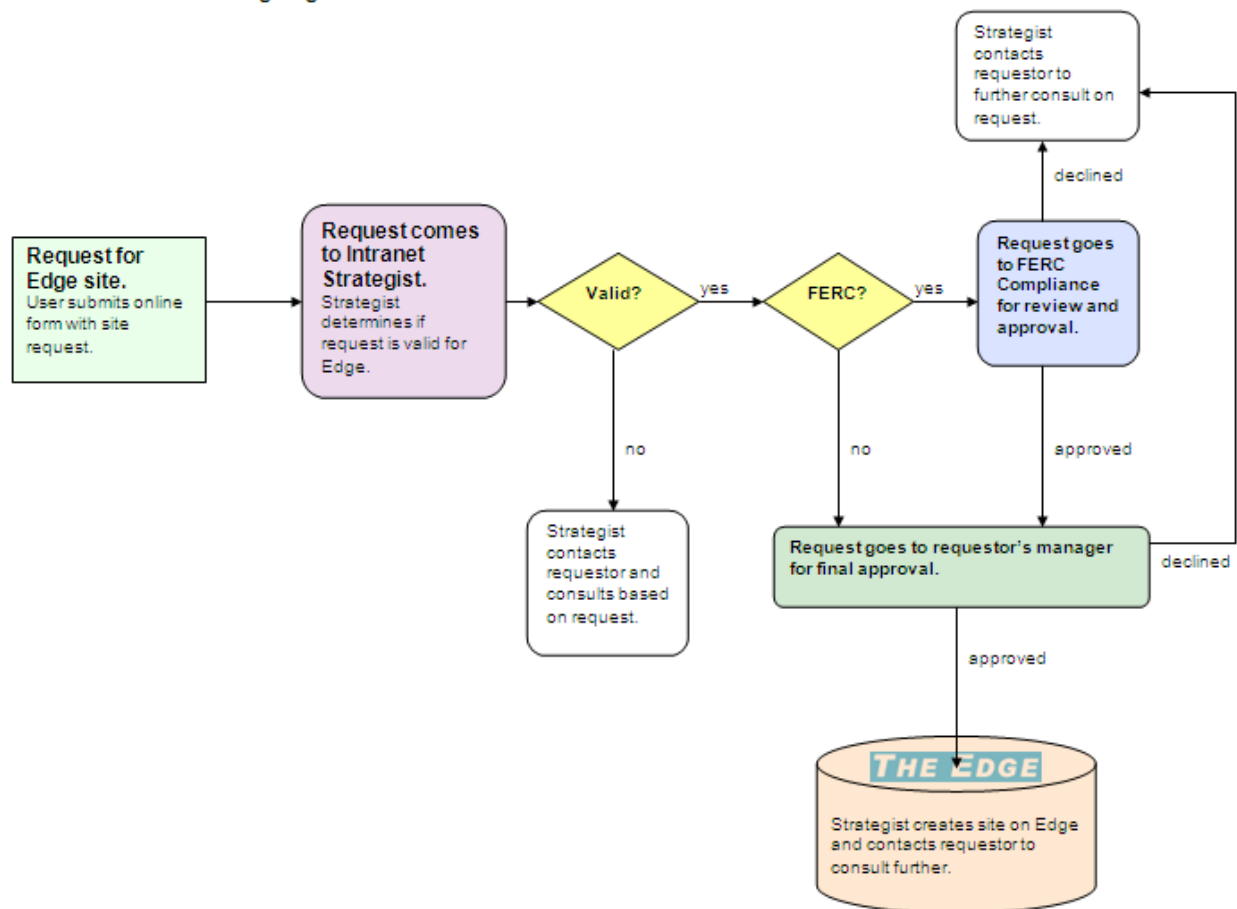 Strategist
contacts
requestor to
further consult on
request.
declined
Request for
Edge site.
User submits online
form with site
request.
Request comes
to Intranet
Strategist.
Strategist
determines if
request is valid for
Edge.
Valid?
yes
FERC?
yes
Request goes
to FERC
Compliance
for review and
approval.
no
no
approved
Strategist
contacts
requestor and
consults based
on request.
Request goes to requestor's manager
for final approval.
declined
approved
THE EDGE
Strategist creates site on Edge
and contacts requestor to
consult further.